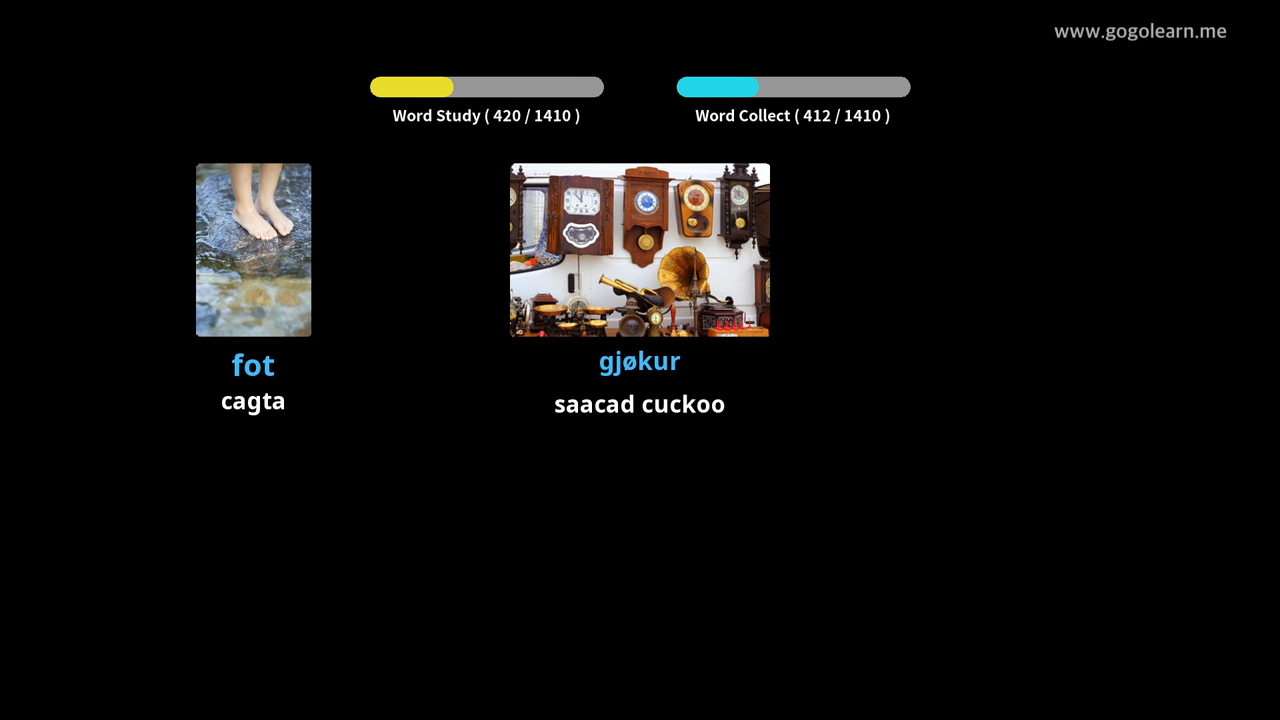 www.gogolearn.me
Word Study ( 420 / 1410 )
Word Collect ( 412 / 1410 )
fot
cagta
gjøkur
saacad cuckoo